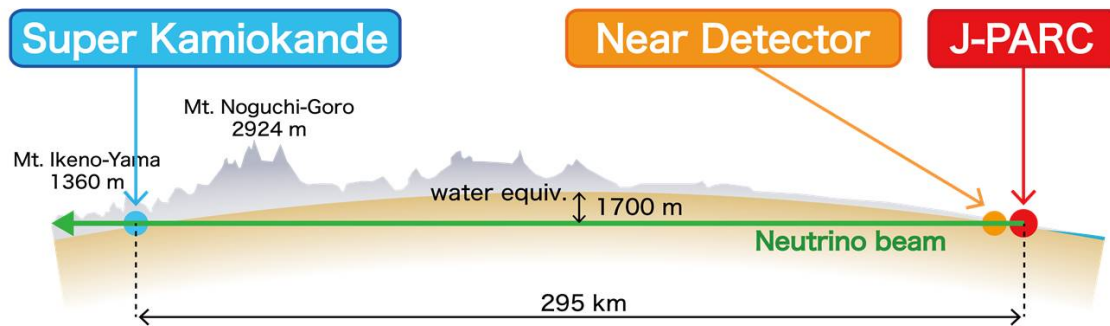 Super Kamiokande
Near Detector
J-PARC
Mt. Noguchi-Goro
2924 m
Mt. Ikeno-Yama
1360 m
water equiv.
1700 m
Neutrino beam
295 km